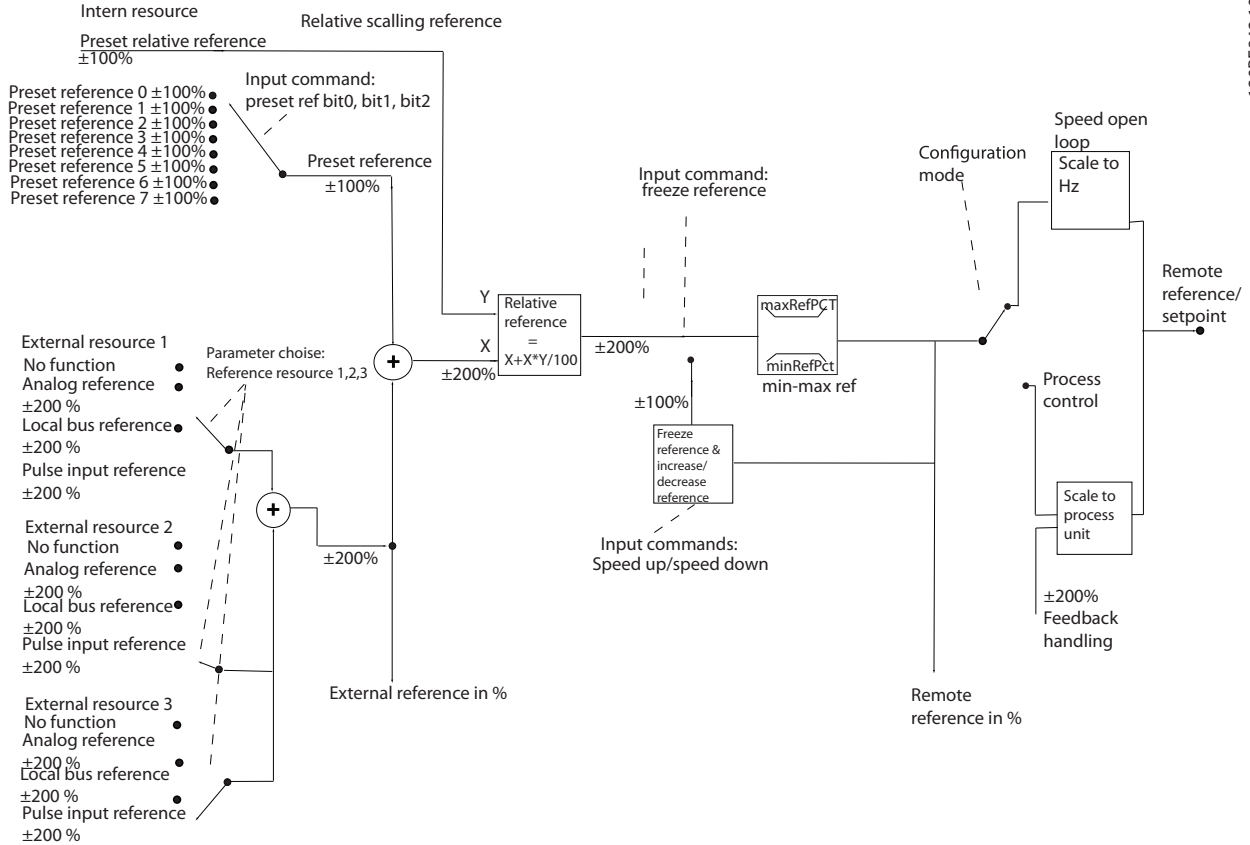 Intern resource
Relative scalling reference
Preset relative reference
±100%
Input command:
preset ref bit0, bit1, bit2
Preset reference 0 ±100%
Preset reference 1 ±100%
Preset reference 2 ±100%
Preset reference 3 ±100%
Preset reference 4 ±100%
Preset reference 5 ±100%
Preset reference 6 ±100%
Preset reference 7 ±100%
Preset reference
±100%
Input command:
freeze reference
Configuration
mode
Speed open
loop
Scale to
Hz
Remote
reference/
setpoint
Y
X
±200%
Relative
reference
=
X+X*Y/100
±200%
maxRefPCT
minRefPct
min-max ref
±100%
Freeze
reference &
increase/
decrease
reference
Input commands:
Speed up/speed down
Process
control
Scale to
process
unit
±200%
Feedback
handling
Remote
reference in %
Parameter choise:
Reference resource 1,2,3
External resource 1
No function
Analog reference
±200 %
Local bus reference
±200 %
Pulse input reference
±200 %
+
+
±200%
External resource 2
No function
Analog reference
±200 %
Local bus reference
±200 %
Pulse input reference
±200 %
External reference in %
External resource 3
No function
Analog reference
±200 %
Local bus reference
±200 %
Pulse input reference
±200 %